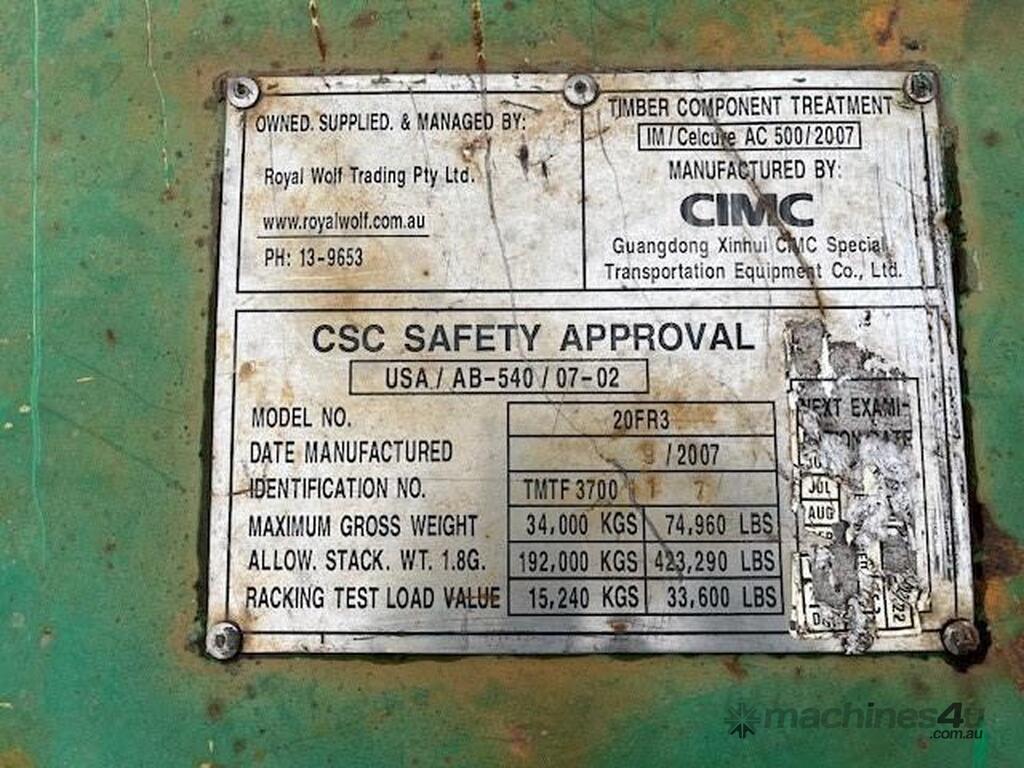 OWNED. SUPPLIED. & MANAGED BY:
Royal Wolf Trading Pty Ltd.
www.royalwolf.com.au
PH: 13-9653
TIMBER COMPONENT TREATMENT
IM/Celcure AC 500/2007
MANUFACTURED BY:
CIMC
Guangdong Xinhui CIMC Special
Transportation Equipment Co., Ltd.
CSC SAFETY APPROVAL
USA/AB-540/07-02
MODEL NO. 20FR3
DATE MANUFACTURED 9/2007
IDENTIFICATION NO. TMTF 3700 1 7
MAXIMUM GROSS WEIGHT 34,000 KGS 74,960 LBS
ALLOW. STACK. WT. 1.8G. 192,000 KGS 423,290 LBS
RACKING TEST LOAD VALUE 15,240 KGS 33,600 LBS
NEXT EXAMI-
JUL
AUG
machines4u
.com.au